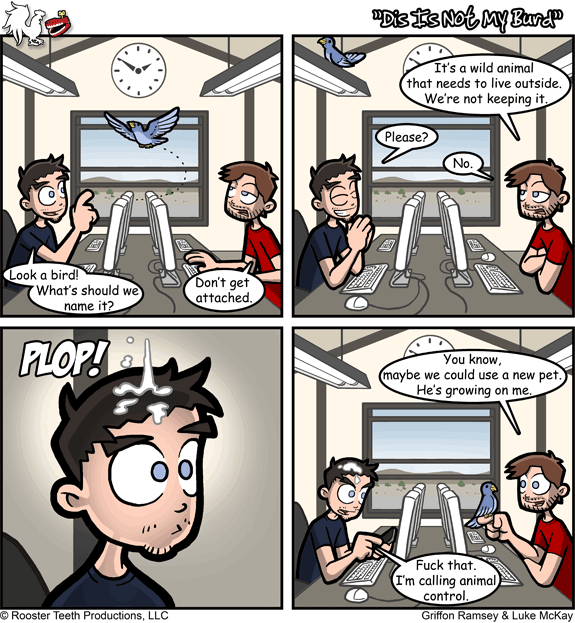 "Dis Is Not My Burd"
Look a bird!
What's should we
name it?
Don't get
attached.
It's a wild animal
that needs to live outside.
We're not keeping it.
Please?
No.
PLOP!
You know,
maybe we could use a new pet.
He's growing on me.
Fuck that.
I'm calling animal
control.
© Rooster Teeth Productions, LLC
Griffon Ramsey & Luke McKay